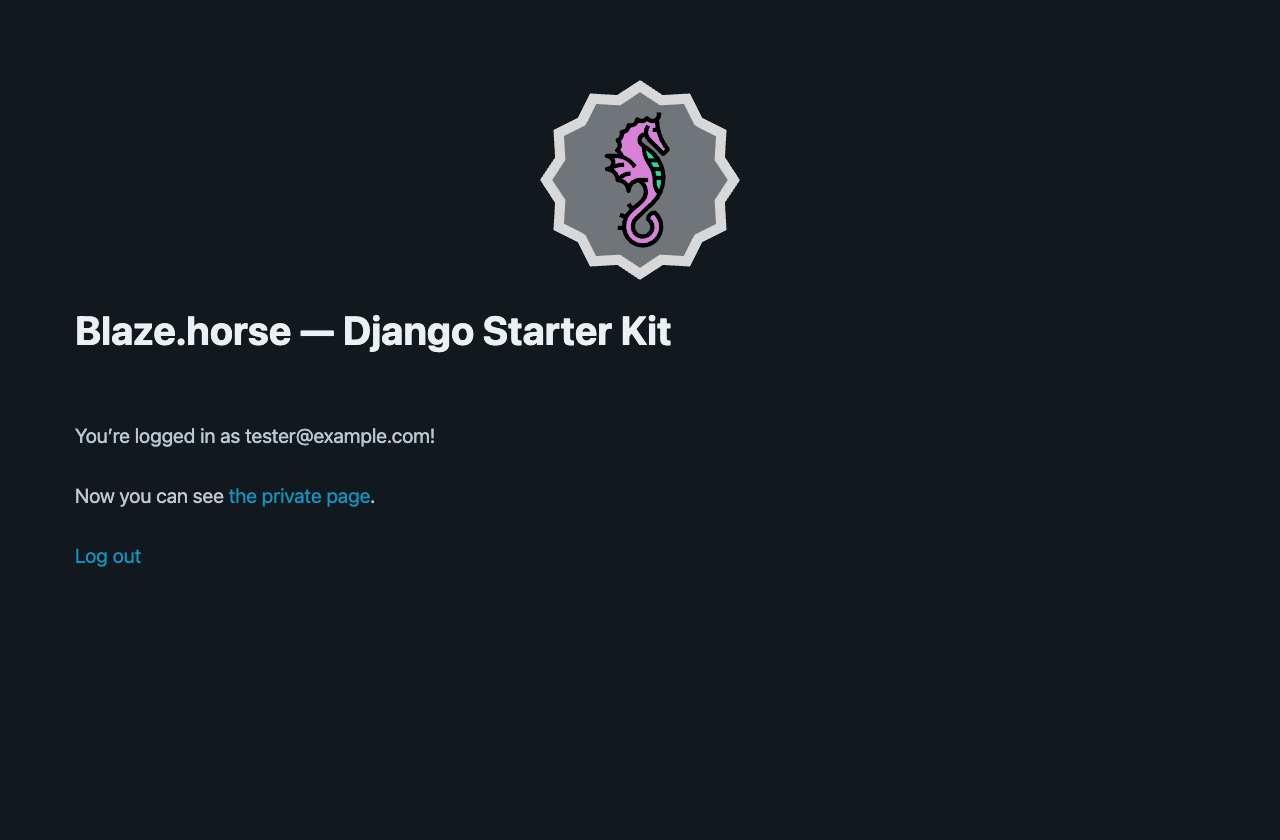 Blaze.horse — Django Starter Kit
You’re logged in as tester@example.com!
Now you can see the private page.
Log out